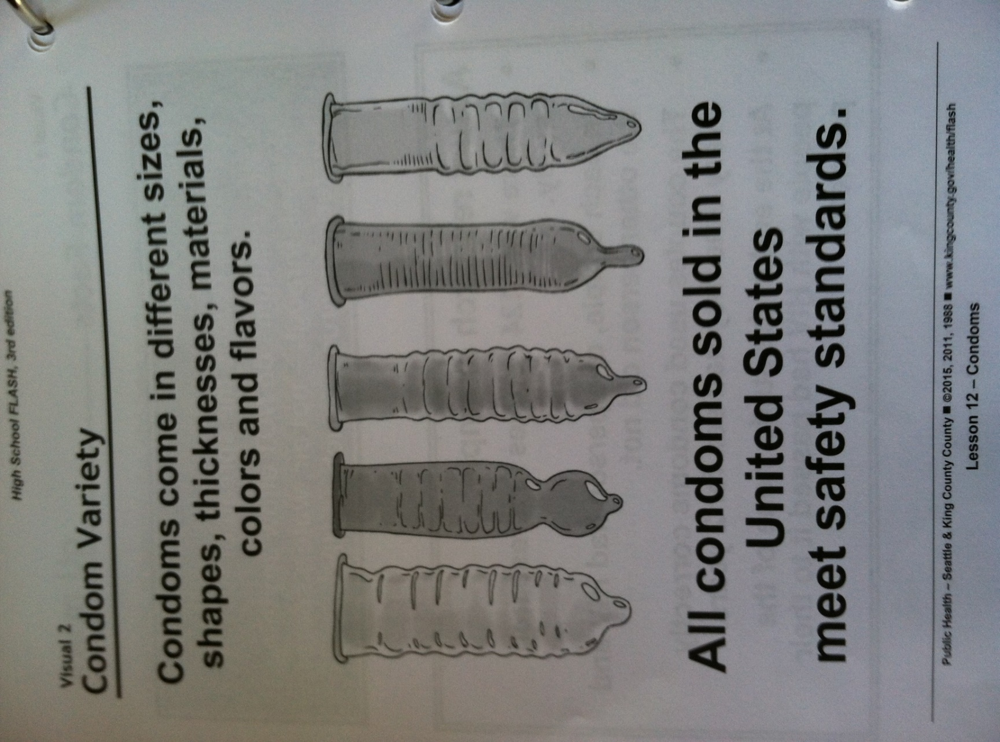 High School FLASH, 3rd edition
Visual 2
Condom Variety
Condoms come in different sizes,
shapes, thicknesses, materials,
colors and flavors.
All condoms sold in the
United States
meet safety standards.
Public Health – Seattle & King County County ■ ©2015, 2011, 1988 ■ www.kingcounty.gov/health/flash
Lesson 12 – Condoms